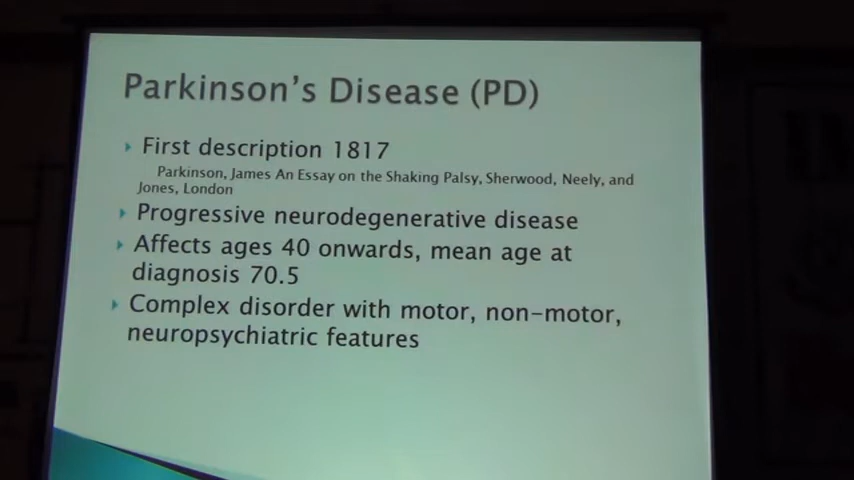 Parkinson's Disease (PD)
First description 1817
Parkinson, James An Essay on the Shaking Palsy, Sherwood, Neely, and
Jones, London
Progressive neurodegenerative disease
Affects ages 40 onwards, mean age at
diagnosis 70.5
Complex disorder with motor, non-motor,
neuropsychiatric features